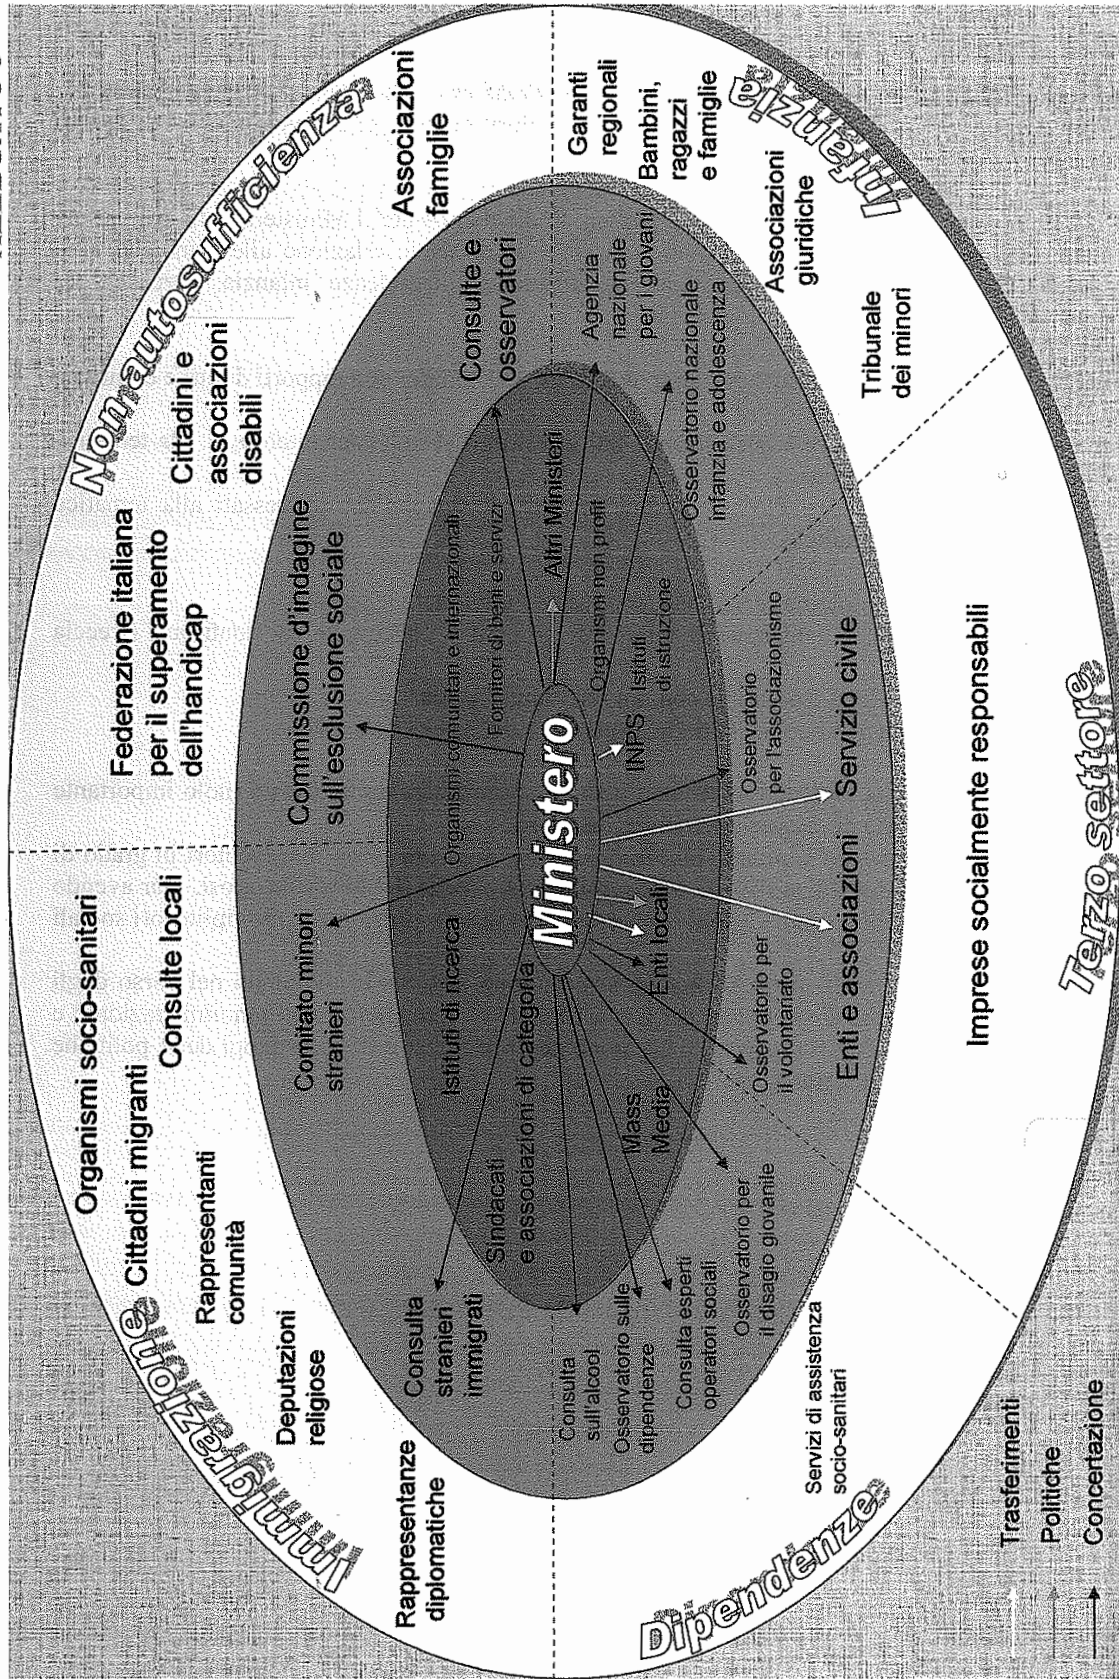 Non autosufficienza
Federazione italiana
per il superamento
dell'handicap
Cittadini e
associazioni
disabili
Associazioni
famiglie
Immigrazione
Organismi socio-sanitari
Cittadini migranti
Consulte locali
Rappresentanti
comunità
Deputazioni
religiose
Rappresentanze
diplomatiche
Comitato minori
stranieri
Commissione d'indagine
sull'esclusione sociale
Consulte e
osservatori
Consulta
stranieri
immigrati
Istituti di ricerca
Organismi comunitari e internazionali
Fornitori di beni e servizi
Sindacati
e associazioni di categoria
Altri Ministeri
Ministero
Organismi non profit
INPS
Istituti
di istruzione
Enti locali
Mass
Media
Consulta
sull'alcool
Osservatorio sulle
dipendenze
Consulta esperti
operatori sociali
Osservatorio per
il disagio giovanile
Osservatorio per
il volontariato
Osservatorio
per l'associazionismo
Osservatorio nazionale
infanzia e adolescenza
Agenzia
nazionale
per i giovani
Enti e associazioni
Servizio civile
Garanti
regionali
Bambini,
ragazzi
e famiglie
Infanzia
Associazioni
giuridiche
Tribunale
dei minori
Imprese socialmente responsabili
Terzo settore
Servizi di assistenza
socio-sanitari
Dipendenze
Trasferimenti
Politiche
Concertazione